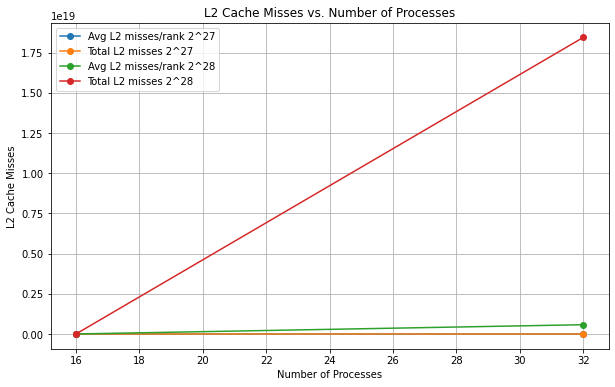 L2 Cache Misses vs. Number of Processes
1e19
Avg L2 misses/rank 2^27
Total L2 misses 2^27
Avg L2 misses/rank 2^28
Total L2 misses 2^28
1.75
1.50
1.25
1.00
0.75
0.50
0.25
0.00
L2 Cache Misses
16 18 20 22 24 26 28 30 32
Number of Processes